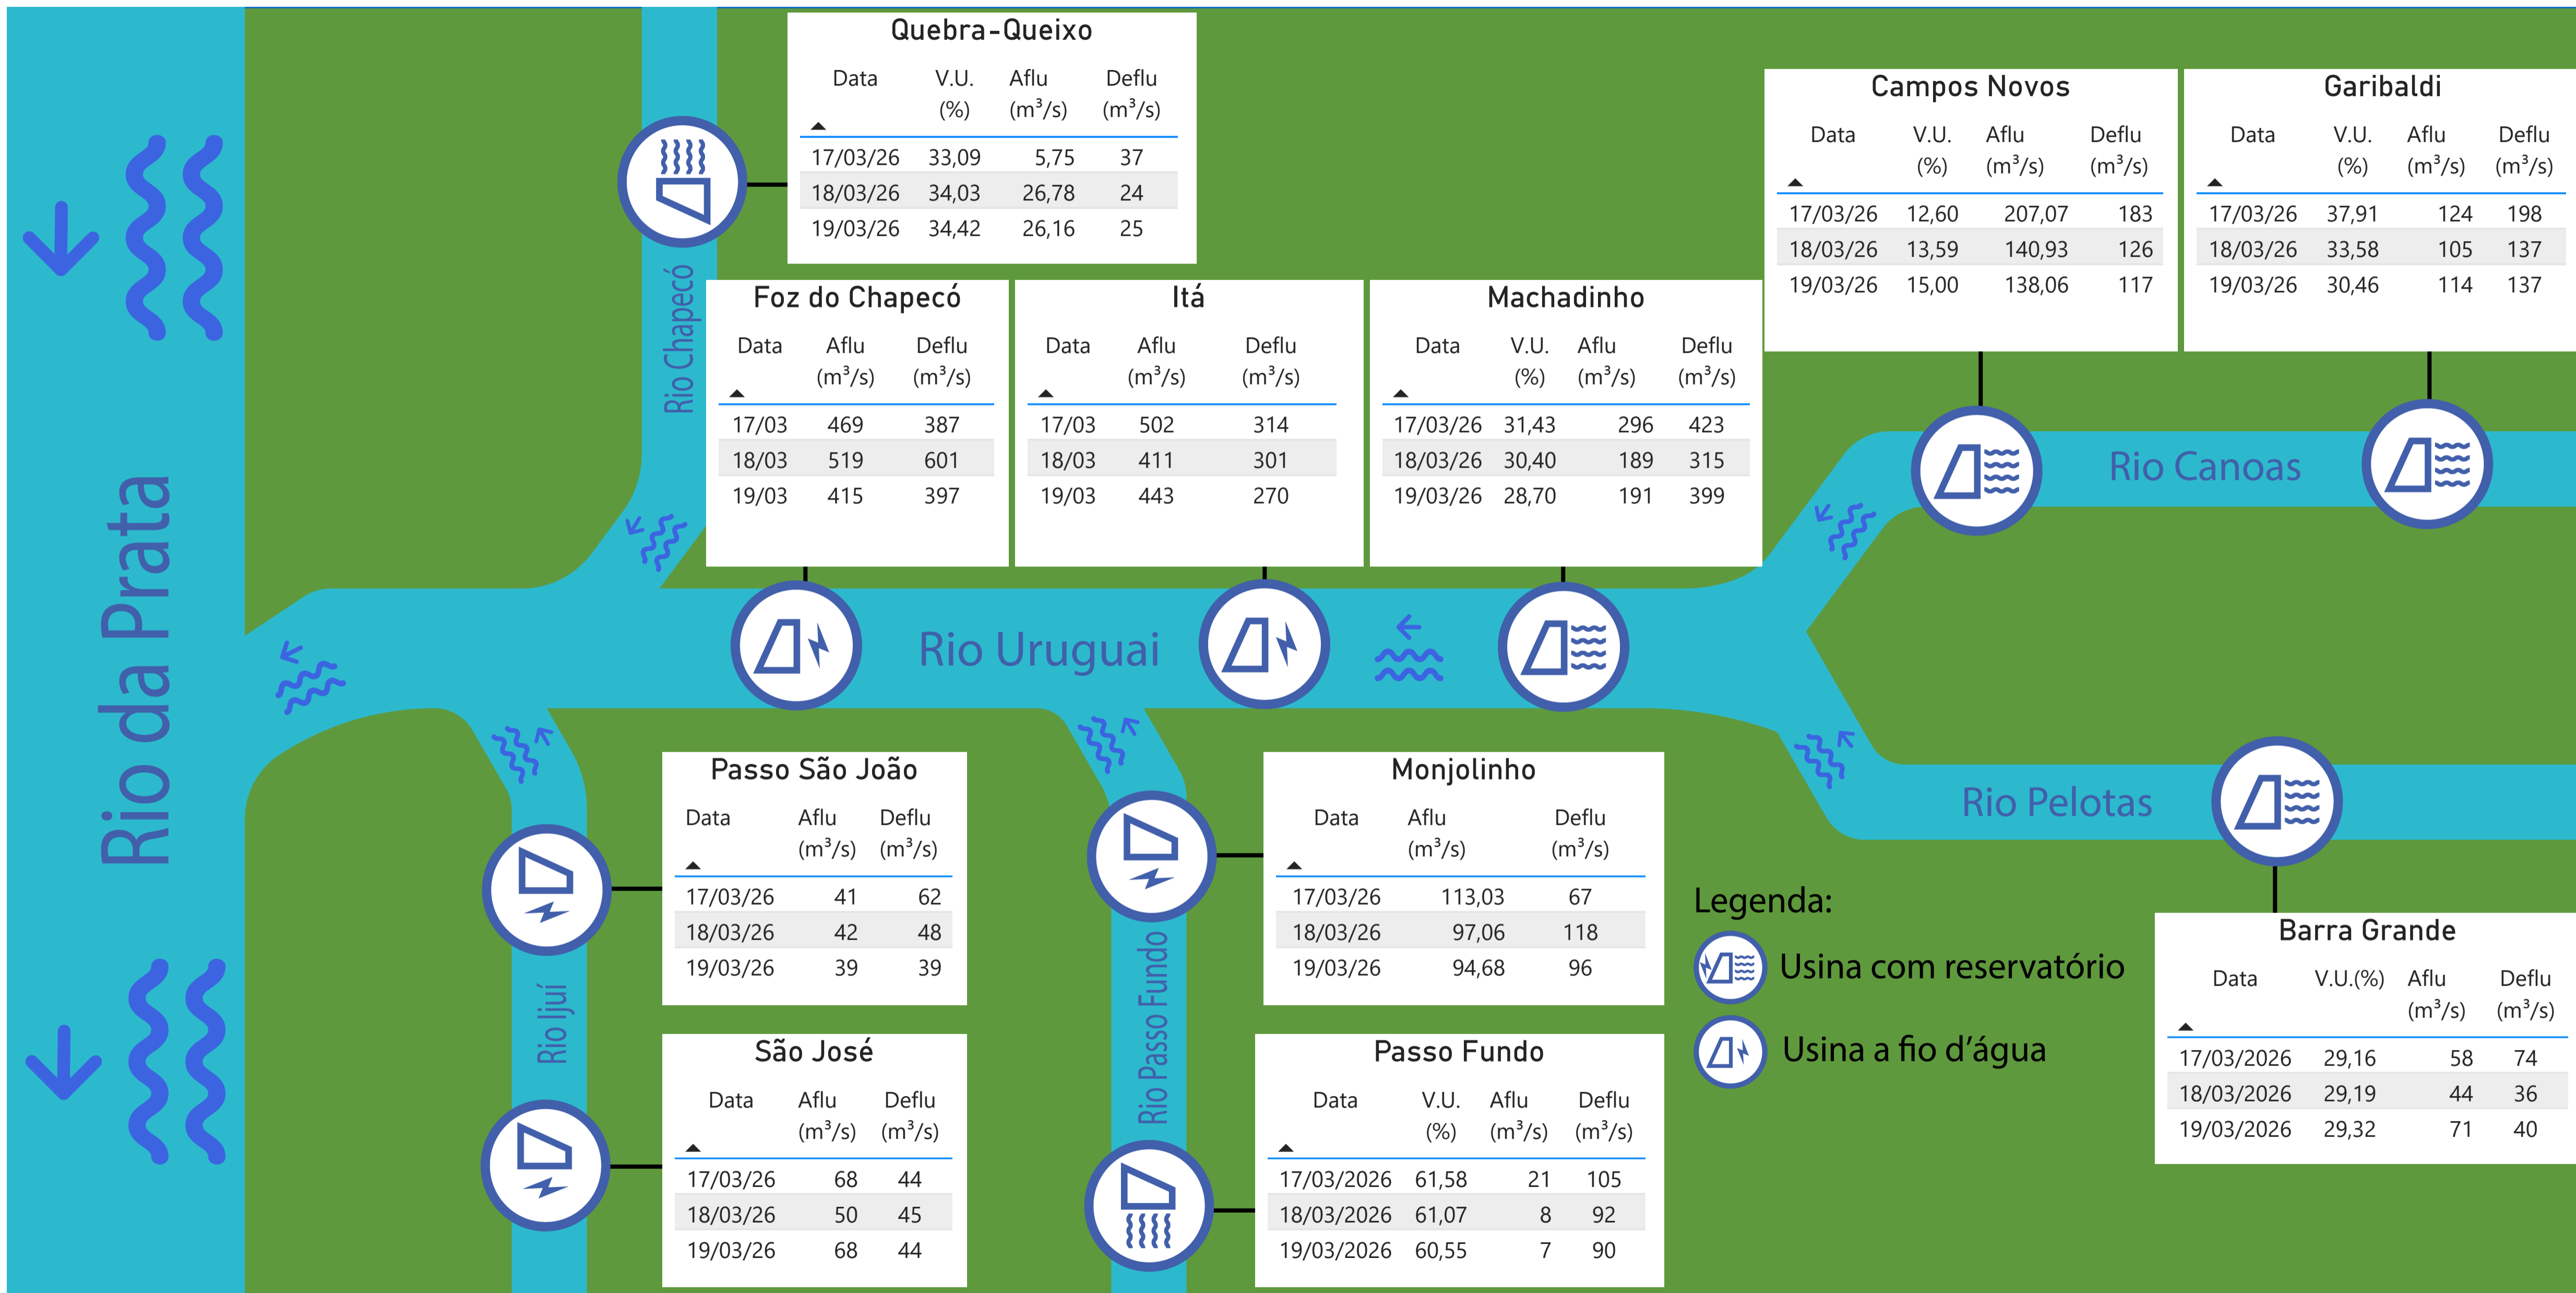 Quebra-Queixo
Data V.U. (%) Aflu (m³/s) Deflu (m³/s)
17/03/26 33,09 5,75 37
18/03/26 34,03 26,78 24
19/03/26 34,42 26,16 25
Campos Novos
Data V.U. (%) Aflu (m³/s) Deflu (m³/s)
17/03/26 12,60 207,07 183
18/03/26 13,59 140,93 126
19/03/26 15,00 138,06 117
Garibaldi
Data V.U. (%) Aflu (m³/s) Deflu (m³/s)
17/03/26 37,91 124 198
18/03/26 33,58 105 137
19/03/26 30,46 114 137
Rio Chapecó
Foz do Chapecó
Data Aflu (m³/s) Deflu (m³/s)
17/03 469 387
18/03 519 601
19/03 415 397
Itá
Data Aflu (m³/s) Deflu (m³/s)
17/03 502 314
18/03 411 301
19/03 443 270
Machadinho
Data V.U. (%) Aflu (m³/s) Deflu (m³/s)
17/03/26 31,43 296 423
18/03/26 30,40 189 315
19/03/26 28,70 191 399
Rio Canoas
Rio da Prata
Rio Uruguai
Rio Pelotas
Passo São João
Data Aflu (m³/s) Deflu (m³/s)
17/03/26 41 62
18/03/26 42 48
19/03/26 39 39
Monjolinho
Data Aflu (m³/s) Deflu (m³/s)
17/03/26 113,03 67
18/03/26 97,06 118
19/03/26 94,68 96
Legenda:
Usina com reservatório
Usina a fio d'água
Barra Grande
Data V.U.(%) Aflu (m³/s) Deflu (m³/s)
17/03/2026 29,16 58 74
18/03/2026 29,19 44 36
19/03/2026 29,32 71 40
Rio Ijuí
São José
Data Aflu (m³/s) Deflu (m³/s)
17/03/26 68 44
18/03/26 50 45
19/03/26 68 44
Rio Passo Fundo
Passo Fundo
Data V.U. (%) Aflu (m³/s) Deflu (m³/s)
17/03/2026 61,58 21 105
18/03/2026 61,07 8 92
19/03/2026 60,55 7 90